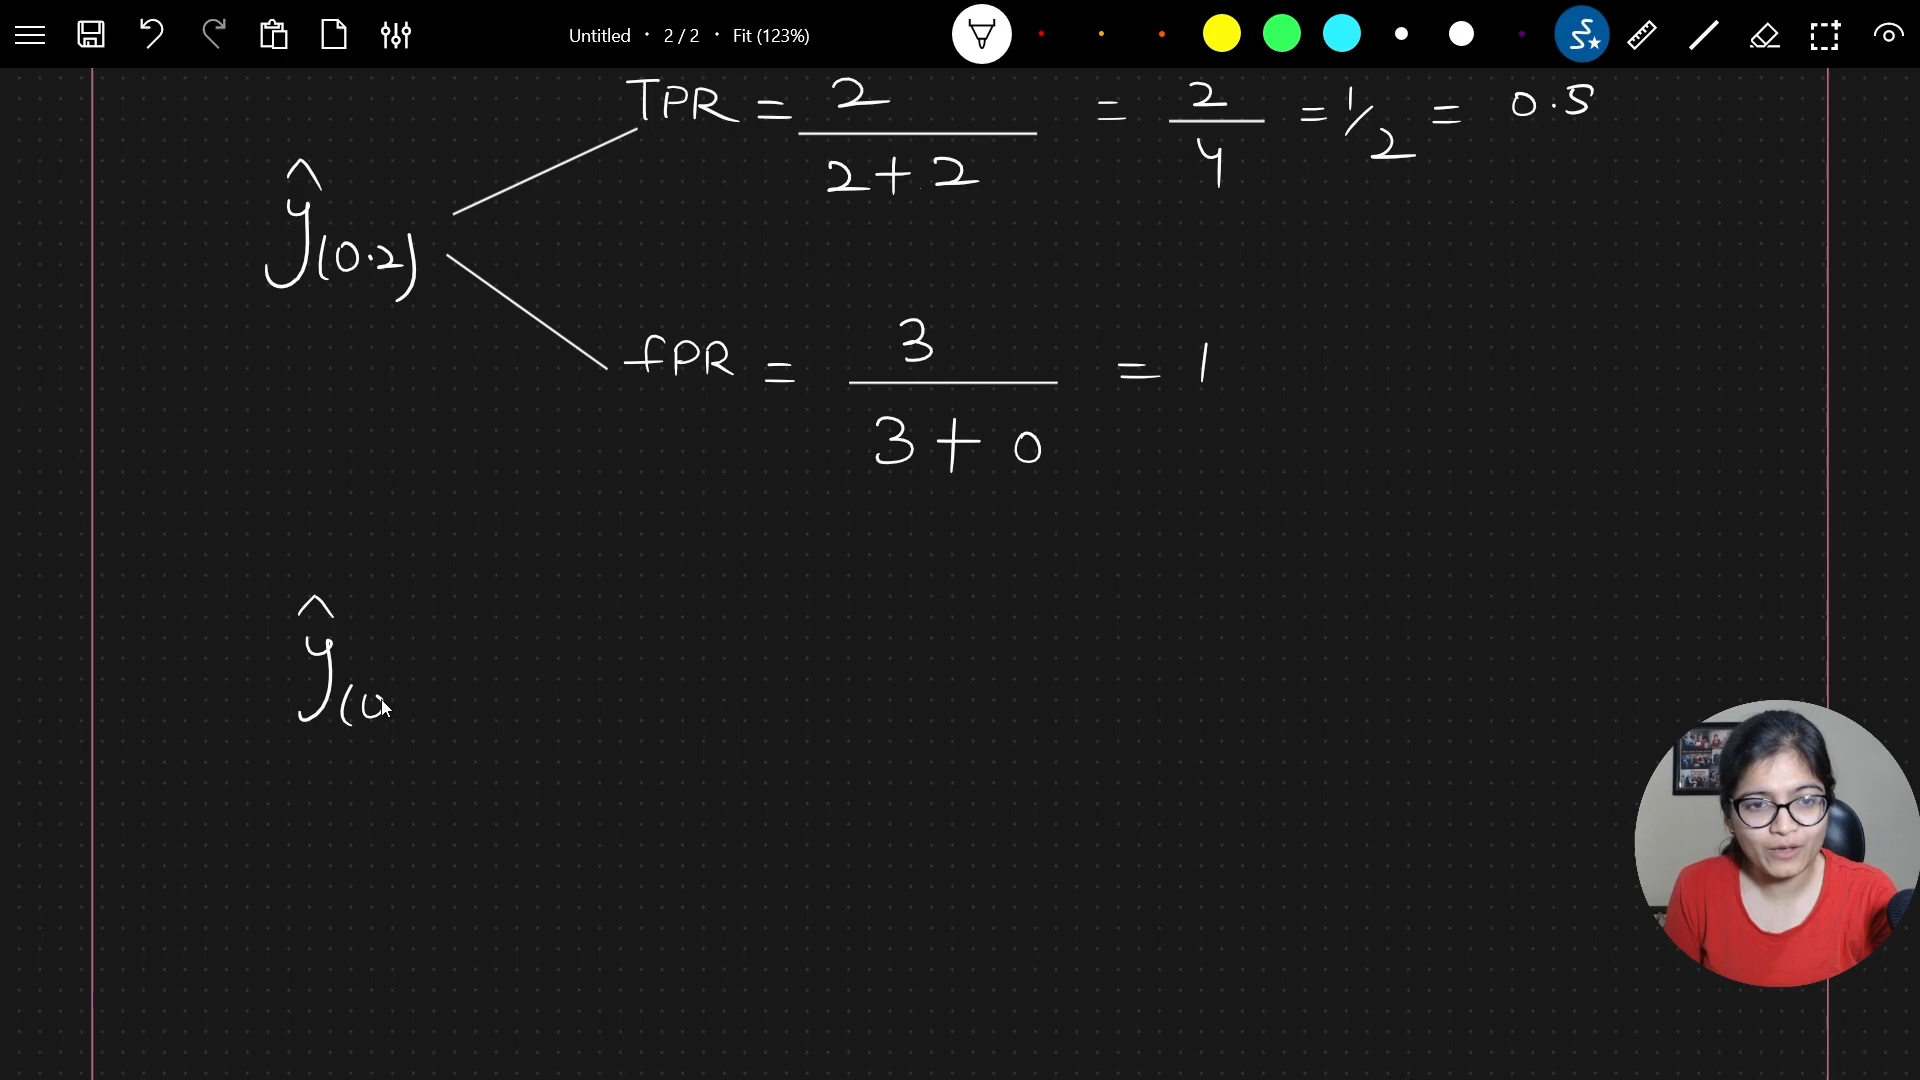 Untitled • 2 / 2 • Fit (123%)
TPR = 2 / 2 + 2 = 2 / 4 = 1/2 = 0.5
ŷ(0.2)
fPR = 3 / 3 + 0 = 1
ŷ(0